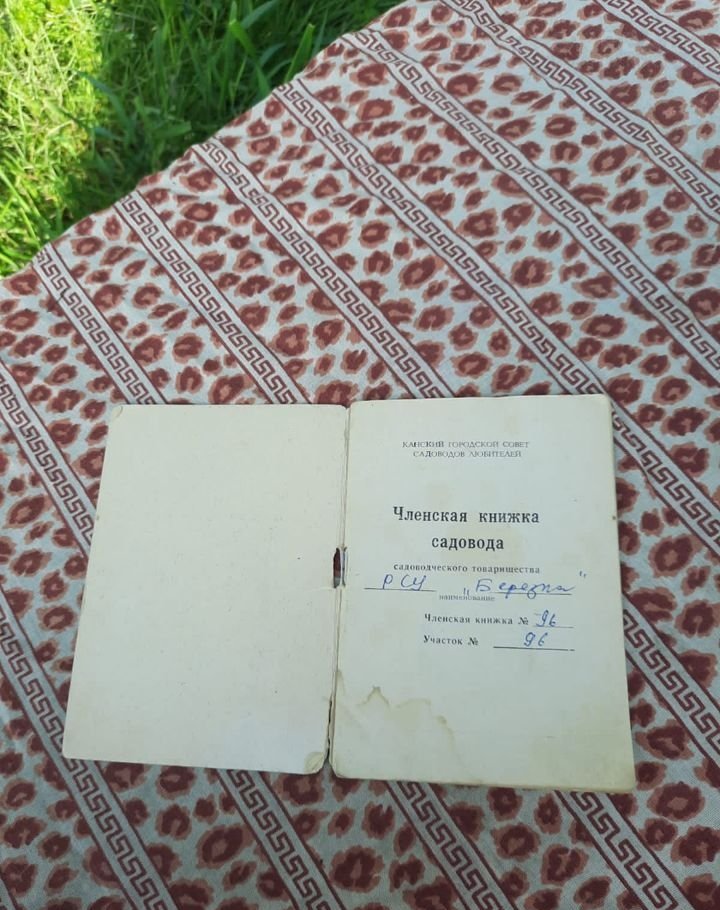 КАНСКИЙ ГОРОДСКОЙ СОВЕТ
САДОВОДОВ ЛЮБИТЕЛЕЙ
Членская книжка
садовода
садоводческого товарищества
РСУ "Березка"
наименование
Членская книжка № 96
Участок № 96